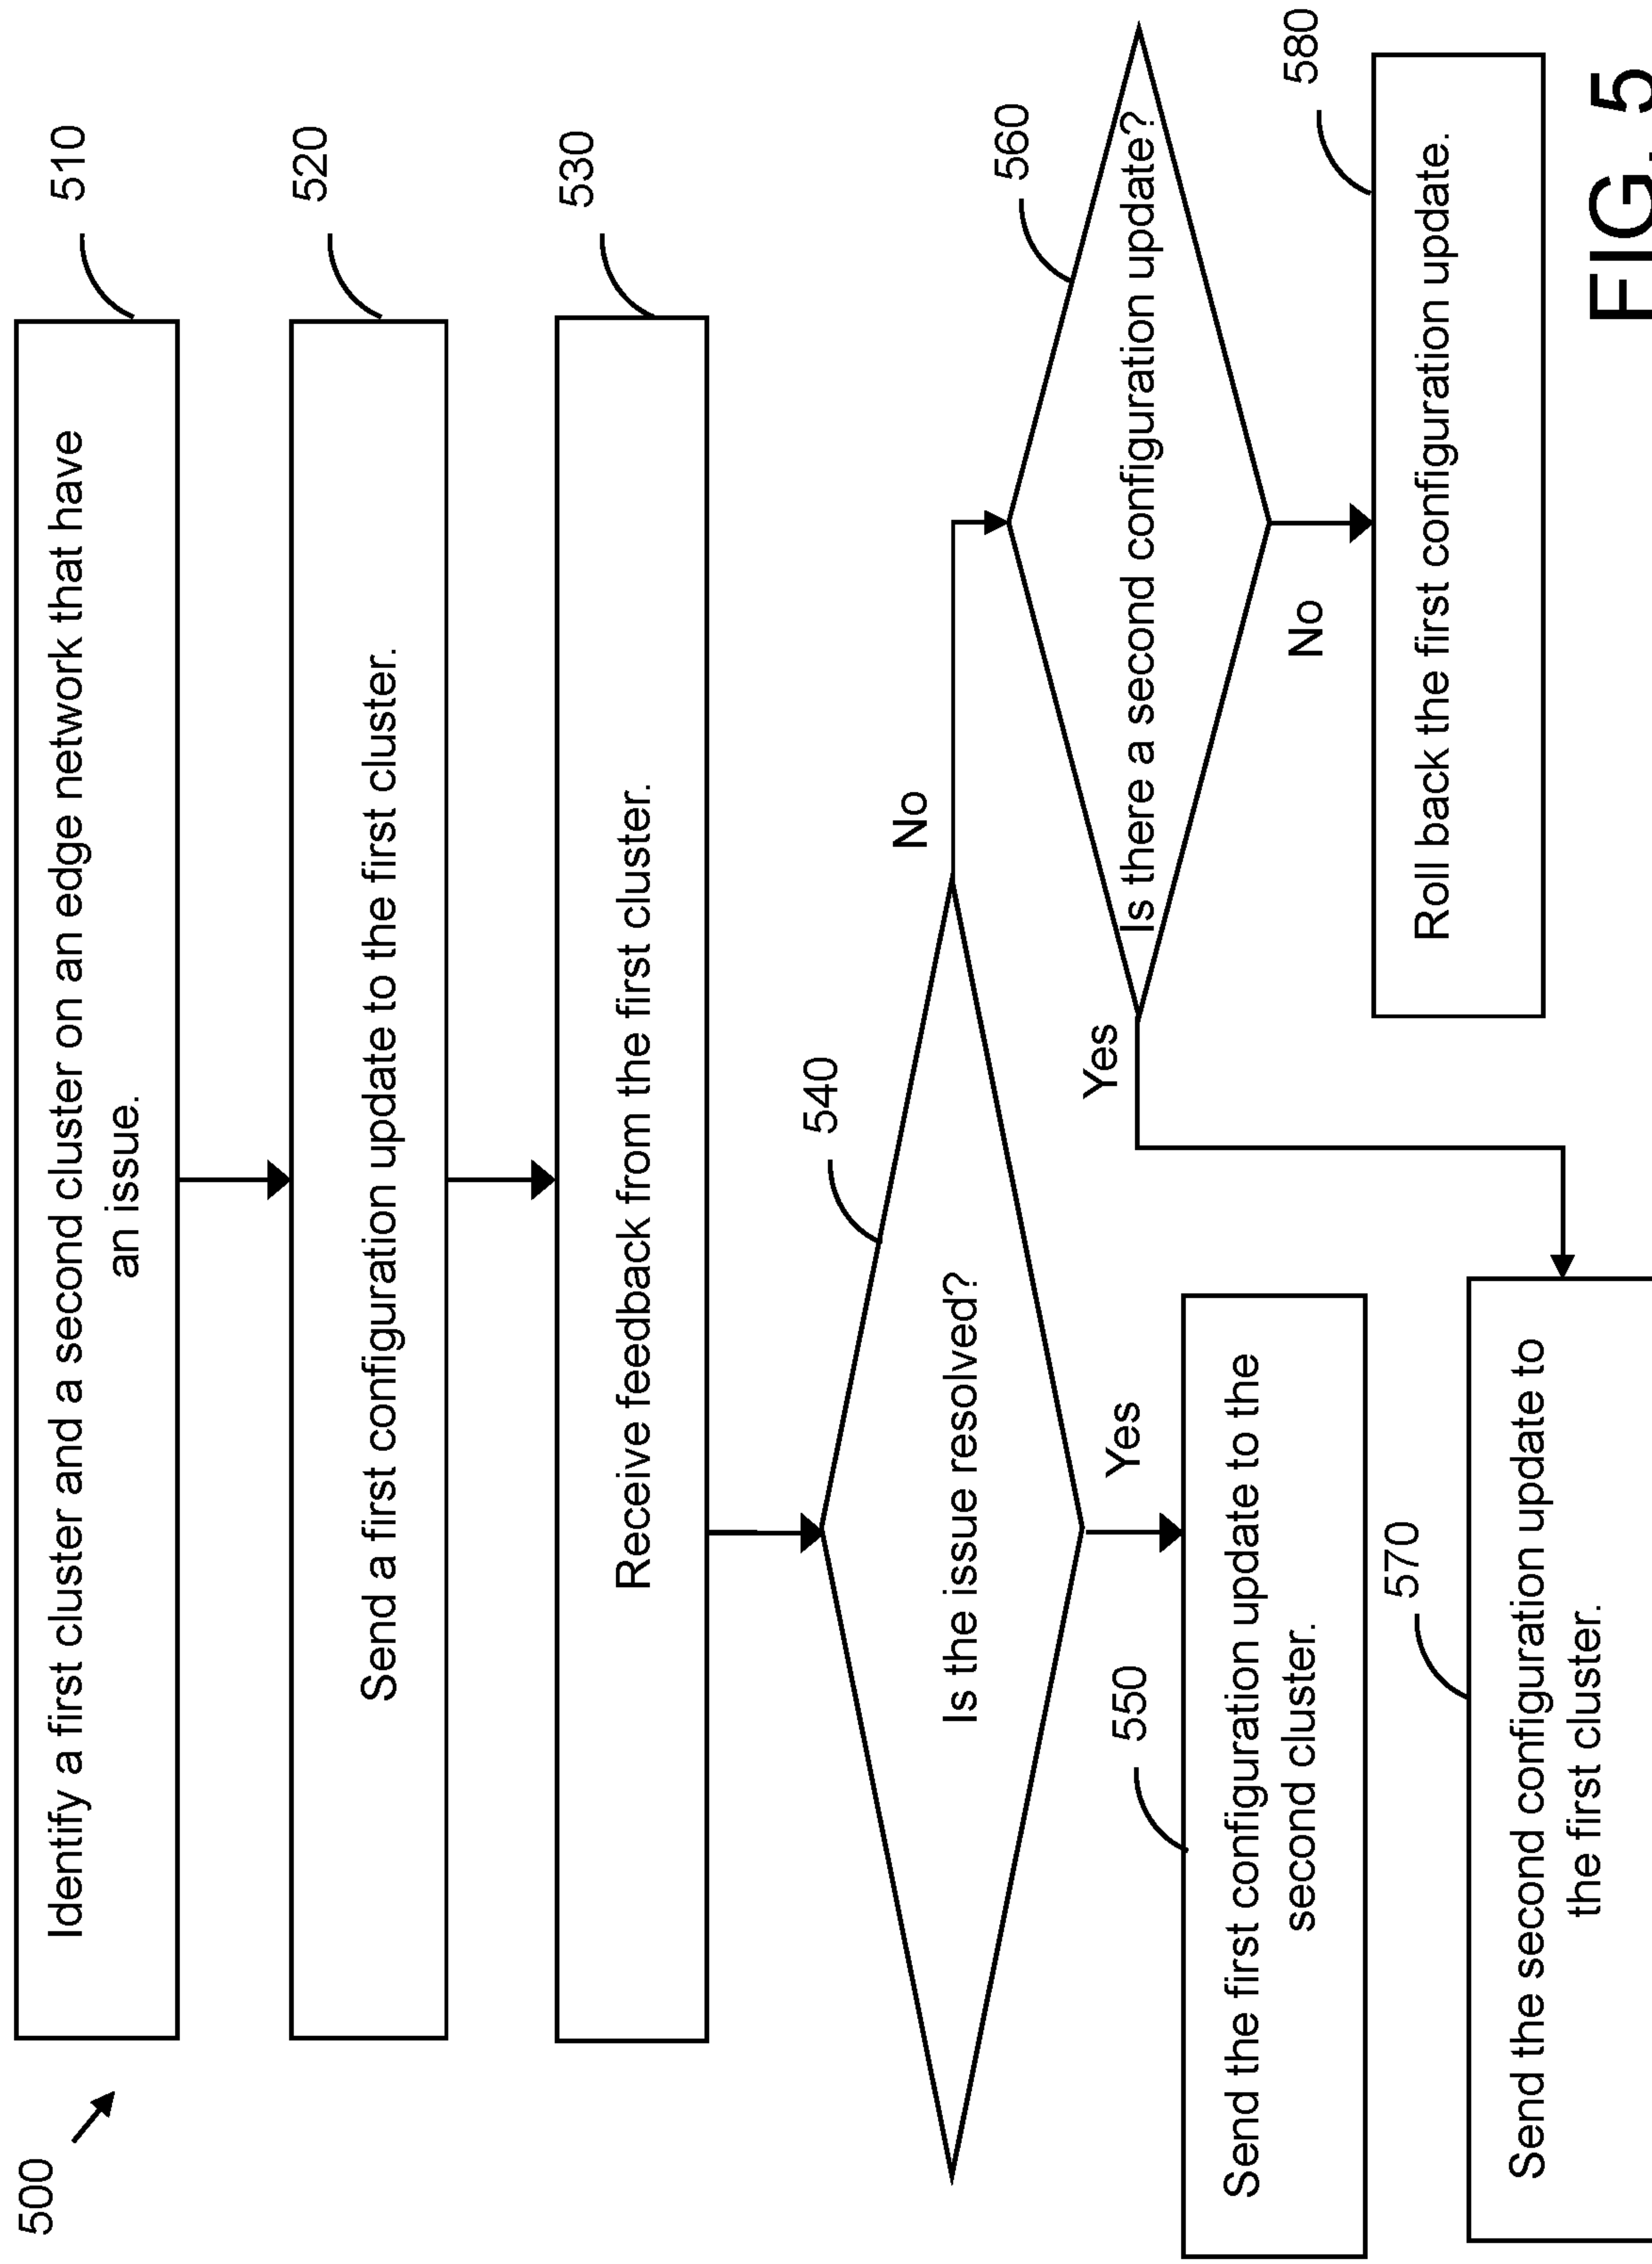 500
510
Identify a first cluster and a second cluster on an edge network that have
an issue.
520
Send a first configuration update to the first cluster.
530
Receive feedback from the first cluster.
540
Is the issue resolved?
No
Yes
550
Send the first configuration update to the
second cluster.
560
Is there a second configuration update?
Yes
No
570
Send the second configuration update to
the first cluster.
580
Roll back the first configuration update.
FIG. 5